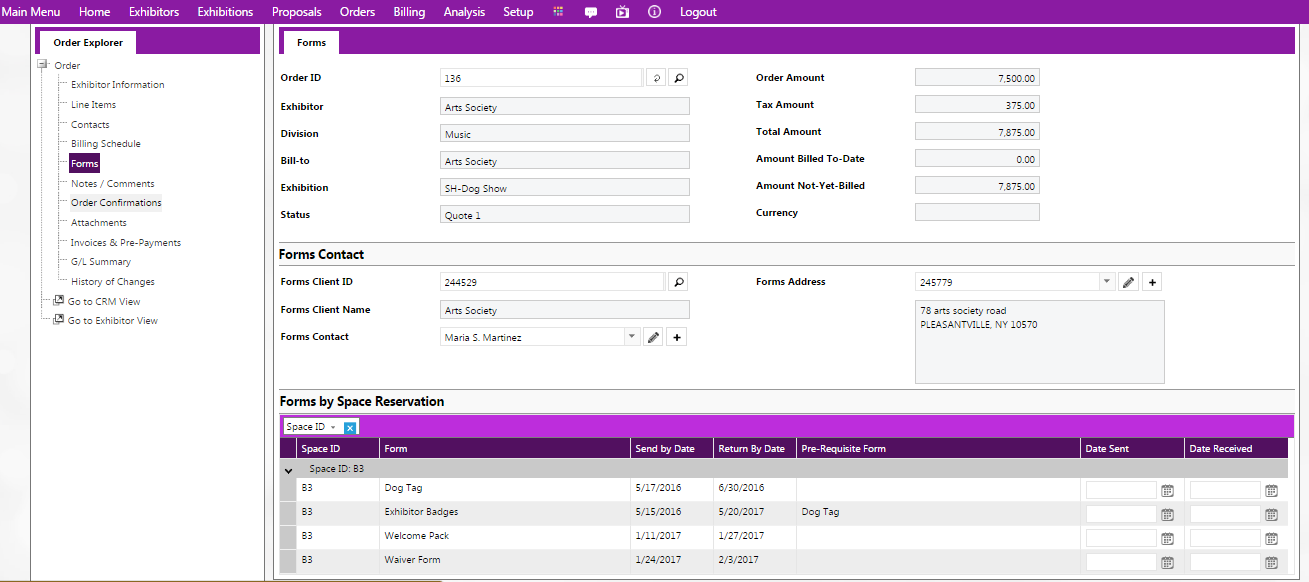 Main Menu Home Exhibitors Exhibitions Proposals Orders Billing Analysis Setup Logout
Order Explorer
Order
Exhibitor Information
Line Items
Contacts
Billing Schedule
Forms
Notes / Comments
Order Confirmations
Attachments
Invoices & Pre-Payments
G/L Summary
History of Changes
Go to CRM View
Go to Exhibitor View
Forms
Order ID 136 Order Amount 7,500.00
Exhibitor Arts Society Tax Amount 375.00
Division Music Total Amount 7,875.00
Bill-to Arts Society Amount Billed To-Date 0.00
Exhibition SH-Dog Show Amount Not-Yet-Billed 7,875.00
Status Quote 1 Currency
Forms Contact
Forms Client ID 244529 Forms Address 245779
Forms Client Name Arts Society 78 arts society road
PLEASANTVILLE, NY 10570
Forms Contact Maria S. Martinez
Forms by Space Reservation
Space ID
Space ID Form Send by Date Return By Date Pre-Requisite Form Date Sent Date Received
Space ID: B3
B3 Dog Tag 5/17/2016 6/30/2016
B3 Exhibitor Badges 5/15/2016 5/20/2017 Dog Tag
B3 Welcome Pack 1/11/2017 1/27/2017
B3 Waiver Form 1/24/2017 2/3/2017